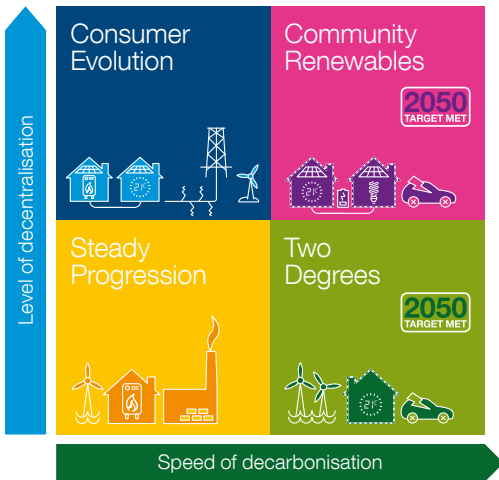 Consumer
Evolution
Community
Renewables
2050
TARGET MET
Steady
Progression
Two
Degrees
2050
TARGET MET
Level of decentralisation
Speed of decarbonisation